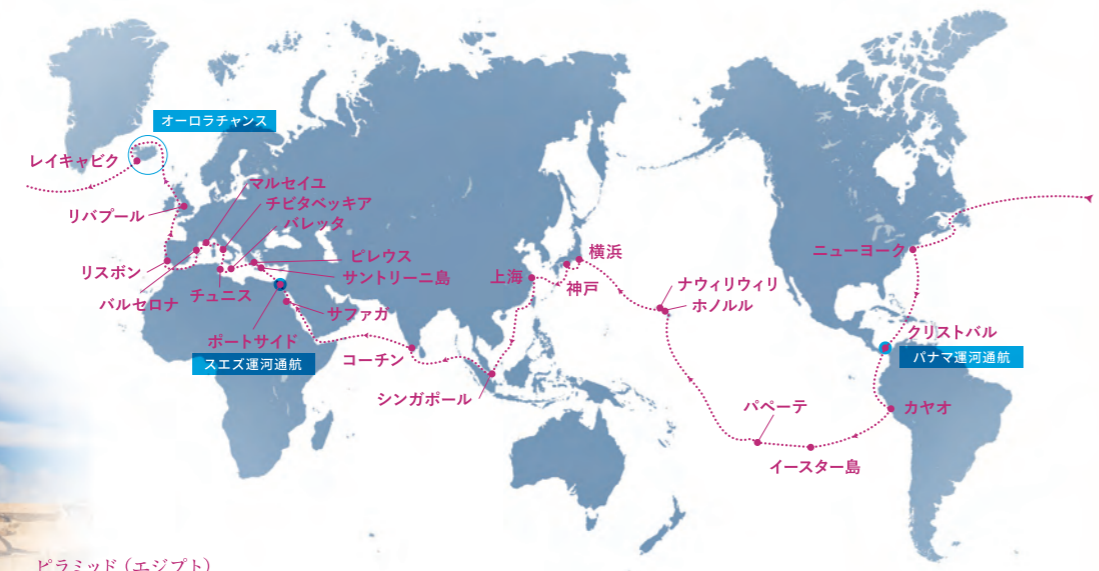 オーロラチャンス
レイキャビク
マルセイユ
チビタベッキア
リバプール
バレッタ
ニューヨーク
横浜
ピレウス
リスボン
サントリーニ島
上海
ナウィリウィリ
神戸
バルセロナ
チュニス
ホノルル
サファガ
クリストバル
ポートサイド
スエズ運河通航
コーチン
パナマ運河通航
シンガポール
パペーテ
カヤオ
イースター島
ピラミッド（エジプト）